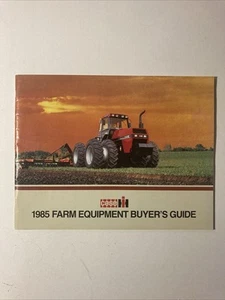 CASE IH
1985 FARM EQUIPMENT BUYER'S GUIDE